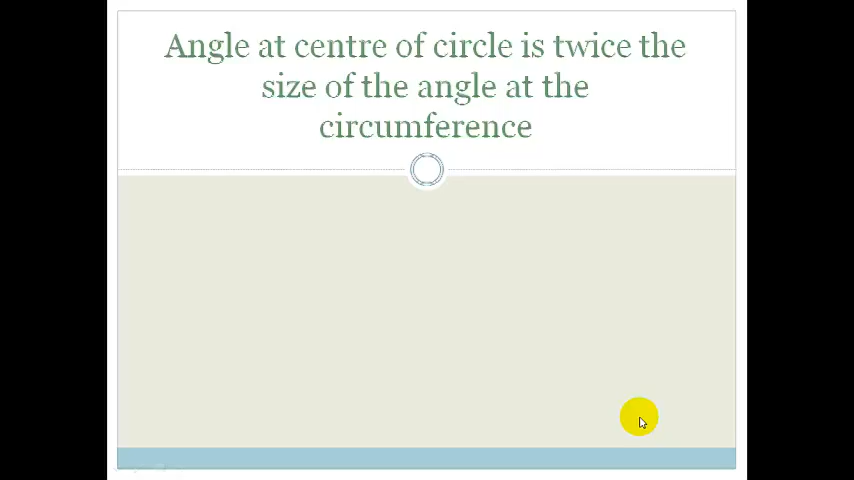 Angle at centre of circle is twice the
size of the angle at the
circumference